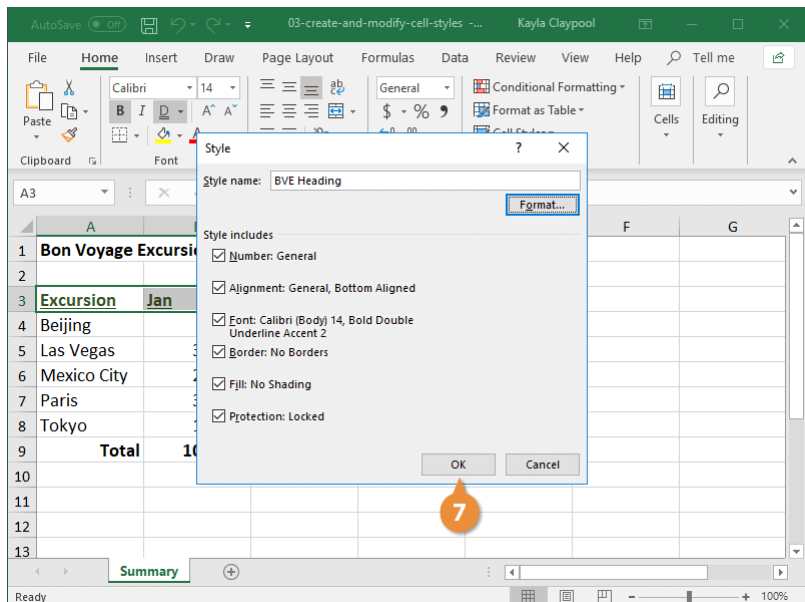 AutoSave Off 03-create-and-modify-cell-styles -... Kayla Claypool
File Home Insert Draw Page Layout Formulas Data Review View Help Tell me
Calibri 14 General Conditional Formatting
Paste B I D A A $ % Format as Table Cells Editing
Clipboard Font
Style ? ×
Style name: BVE Heading
A3
Format...
A F G
Style includes
1 Bon Voyage
Number: General
2
3 Excursion Jan
Alignment: General, Bottom Aligned
4 Beijing
Font: Calibri (Body) 14, Bold Double
Underline Accent 2
5 Las Vegas
Border: No Borders
6 Mexico City
Fill: No Shading
7 Paris
Protection: Locked
8 Tokyo
9 Total
OK Cancel
10
11
7
12
13
Summary
Ready 100%